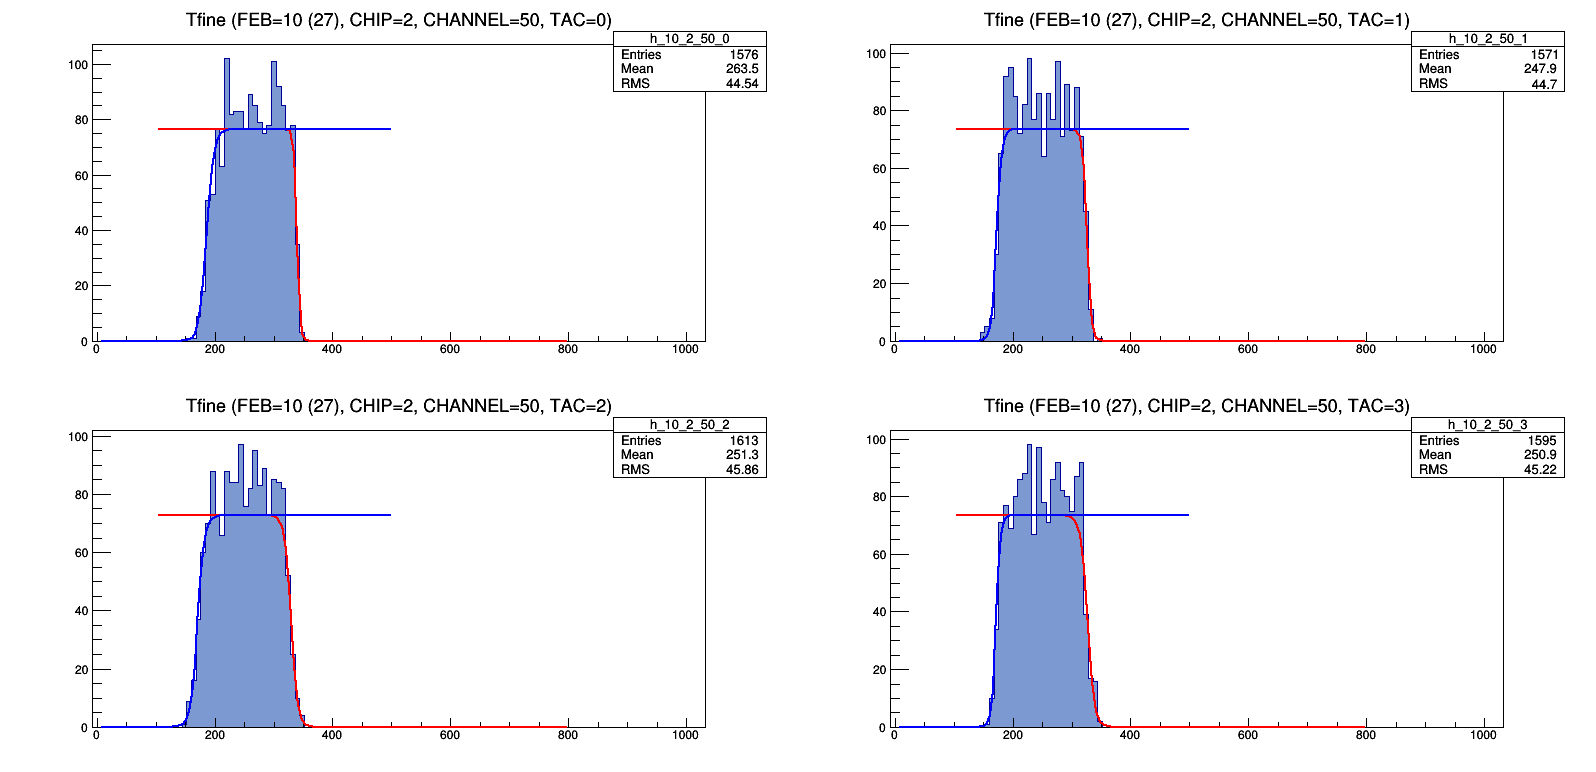 Tfine (FEB=10 (27), CHIP=2, CHANNEL=50, TAC=0)
h_10_2_50_0
Entries 1576
Mean 263.5
RMS 44.54
100
80
60
40
20
0
0 200 400 600 800 1000
Tfine (FEB=10 (27), CHIP=2, CHANNEL=50, TAC=1)
h_10_2_50_1
Entries 1571
Mean 247.9
RMS 44.7
100
80
60
40
20
0
0 200 400 600 800 1000
Tfine (FEB=10 (27), CHIP=2, CHANNEL=50, TAC=2)
h_10_2_50_2
Entries 1613
Mean 251.3
RMS 45.86
100
80
60
40
20
0
0 200 400 600 800 1000
Tfine (FEB=10 (27), CHIP=2, CHANNEL=50, TAC=3)
h_10_2_50_3
Entries 1595
Mean 250.9
RMS 45.22
100
80
60
40
20
0
0 200 400 600 800 1000